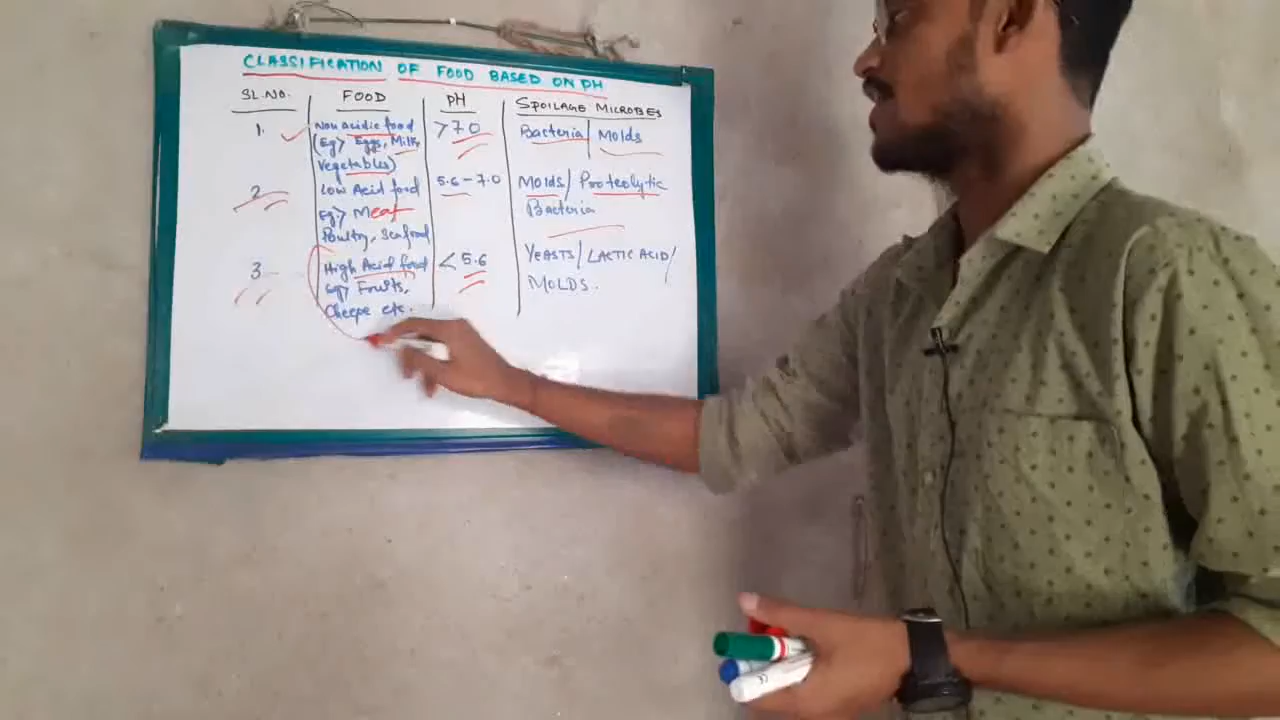 CLASSIFICATION OF FOOD BASED ON PH
SL.NO. FOOD PH SPOILAGE MICROBES
1. Non Acidic food >7.0 Bacteria Molds
(Eg> Eggs, Milk,
Vegetables)
2. Low Acid food 5.6-7.0 Molds/ Proteolytic
Eg> Meat Bacteria
Poultry, Seafood
3. High Acid food <5.6 YEASTS/ LACTIC ACID/
eg> Fruits, MOLDS.
etc.